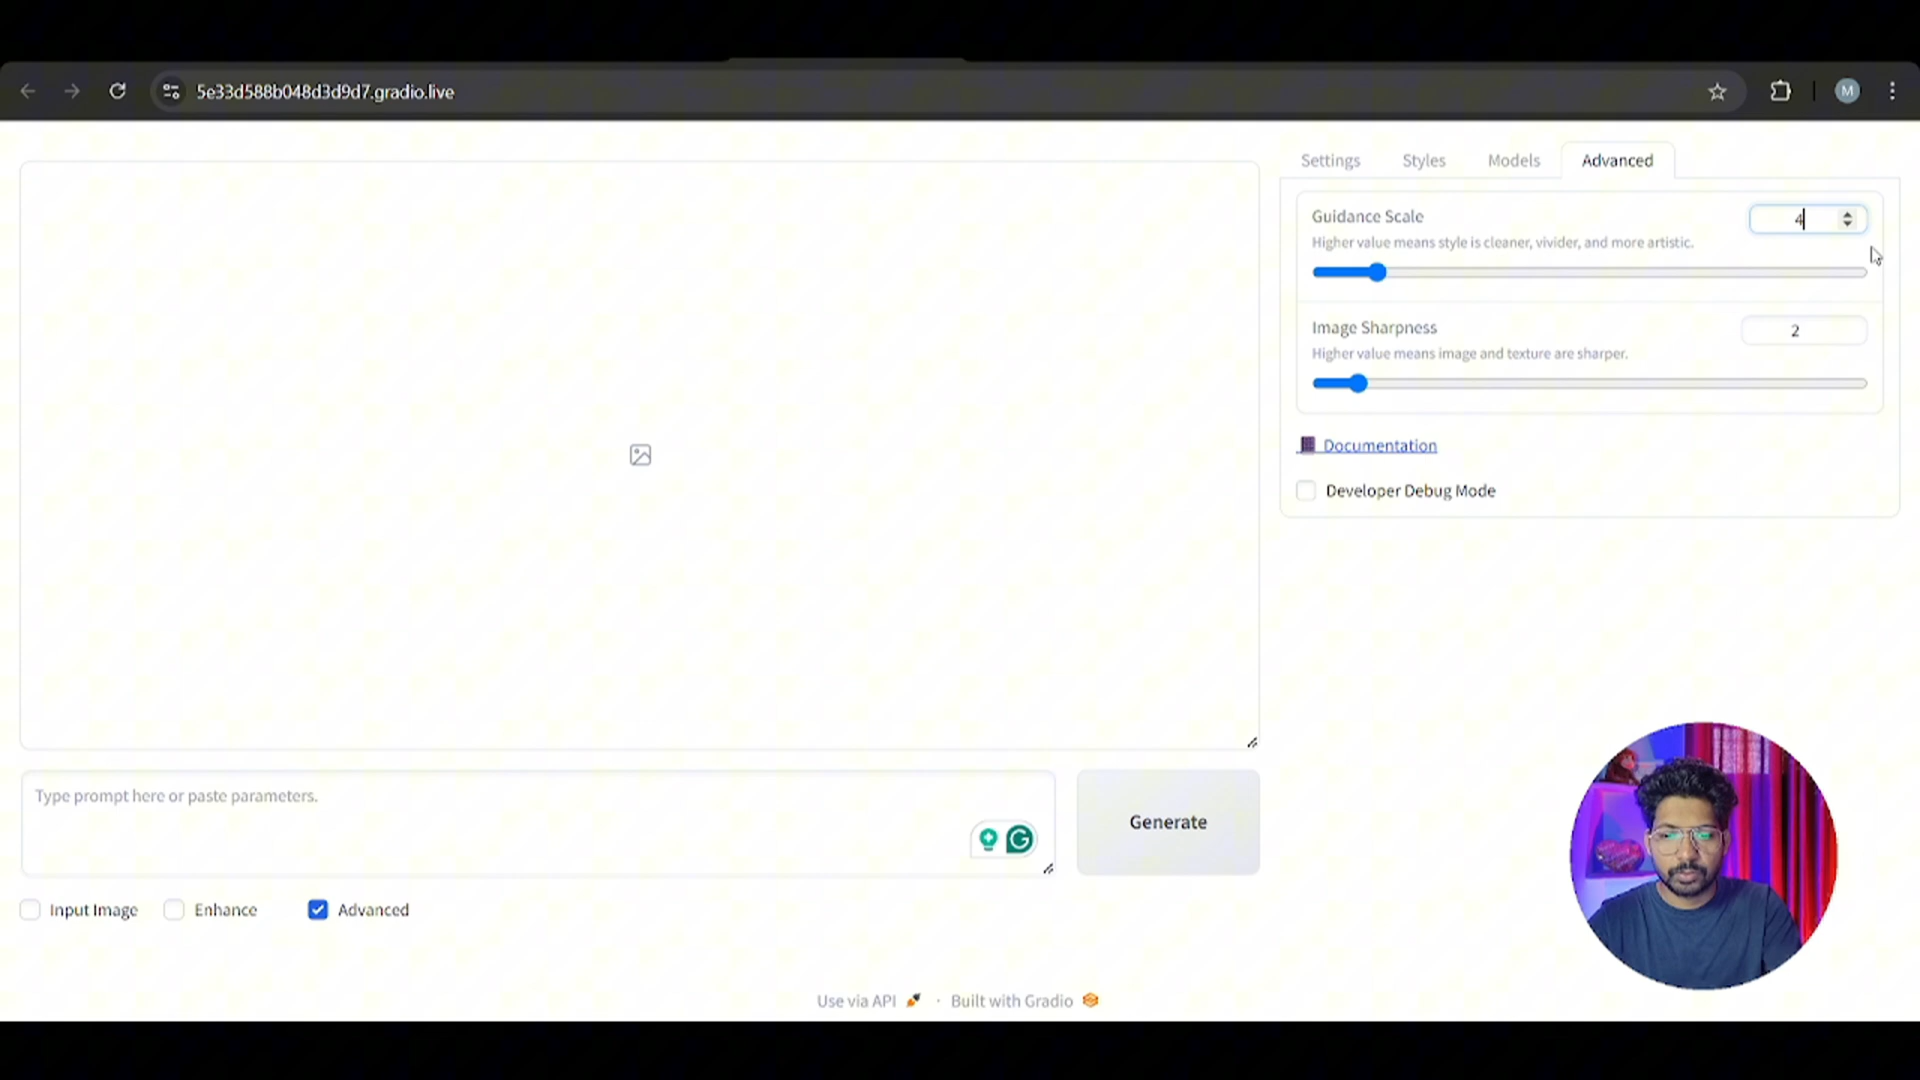 5e33d588b048d3d9d7.gradio.live
M
Settings Styles Models Advanced
Guidance Scale
4
Higher value means style is cleaner, vivider, and more artistic.
Image Sharpness
2
Higher value means image and texture are sharper.
Documentation
Developer Debug Mode
Type prompt here or paste parameters.
Generate
Input Image Enhance Advanced
Use via API · Built with Gradio